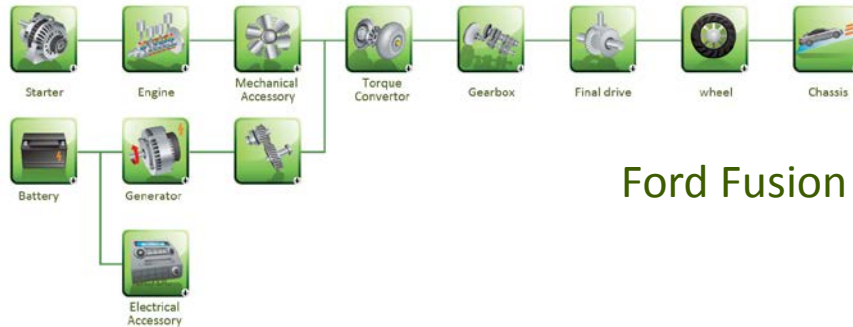 Starter
Engine
Mechanical
Accessory
Torque
Convertor
Gearbox
Final drive
wheel
Chassis
Battery
Generator
Ford Fusion
Electrical
Accessory